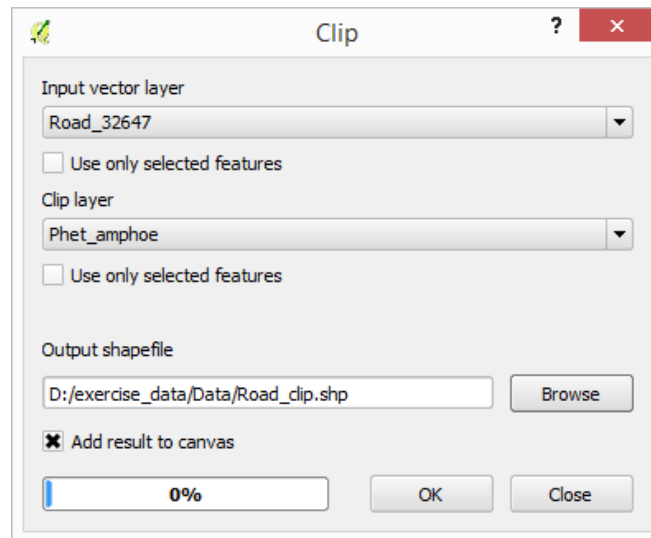 Clip
?
Input vector layer
Road_32647
Use only selected features
Clip layer
Phet_amphoe
Use only selected features
Output shapefile
D:/exercise_data/Data/Road_clip.shp
Browse
Add result to canvas
0%
OK
Close